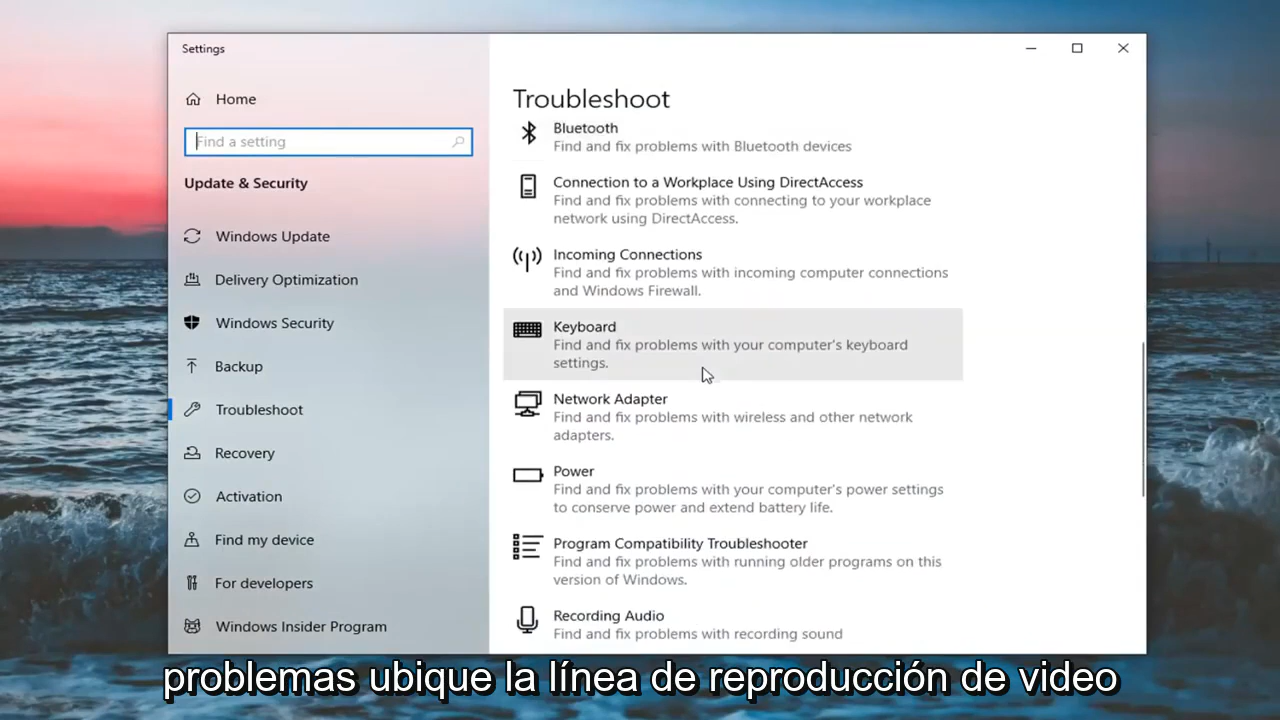 Settings
Home
Find a setting
Update & Security
Windows Update
Delivery Optimization
Windows Security
Backup
Troubleshoot
Recovery
Activation
Find my device
For developers
Windows Insider Program
Troubleshoot
Bluetooth
Find and fix problems with Bluetooth devices
Connection to a Workplace Using DirectAccess
Find and fix problems with connecting to your workplace
network using DirectAccess.
Incoming Connections
Find and fix problems with incoming computer connections
and Windows Firewall.
Keyboard
Find and fix problems with your computer's keyboard
settings.
Network Adapter
Find and fix problems with wireless and other network
adapters.
Power
Find and fix problems with your computer's power settings
to conserve power and extend battery life.
Program Compatibility Troubleshooter
Find and fix problems with running older programs on this
version of Windows.
Recording Audio
Find and fix problems with recording sound
problemas ubique la línea de reproducción de video